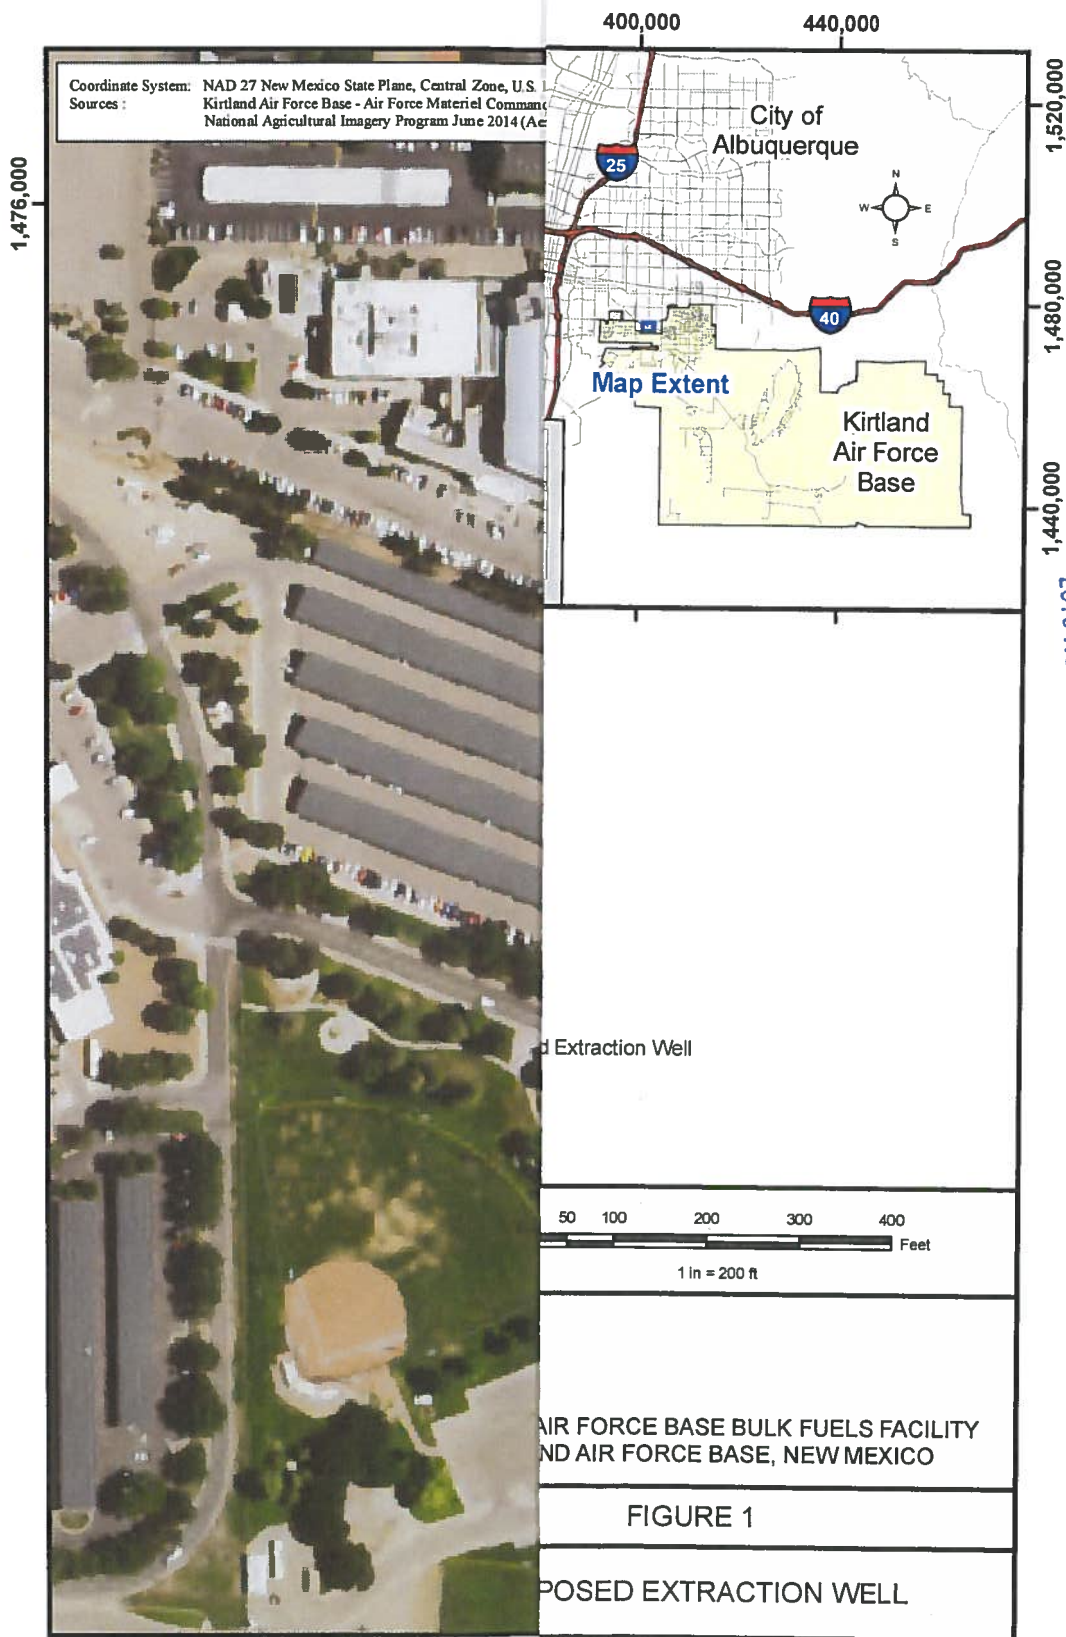 400,000
440,000
Coordinate System: NAD 27 New Mexico State Plane, Central Zone, U.S.
Sources : Kirtland Air Force Base - Air Force Materiel Command
National Agricultural Imagery Program June 2014 (Ae
1,476,000
1,520,000
1,480,000
1,440,000
City of
Albuquerque
25
N
W E
S
40
Map Extent
Kirtland
Air Force
Base
d Extraction Well
50 100 200 300 400
Feet
1 in = 200 ft
AIR FORCE BASE BULK FUELS FACILITY
ND AIR FORCE BASE, NEW MEXICO
FIGURE 1
POSED EXTRACTION WELL